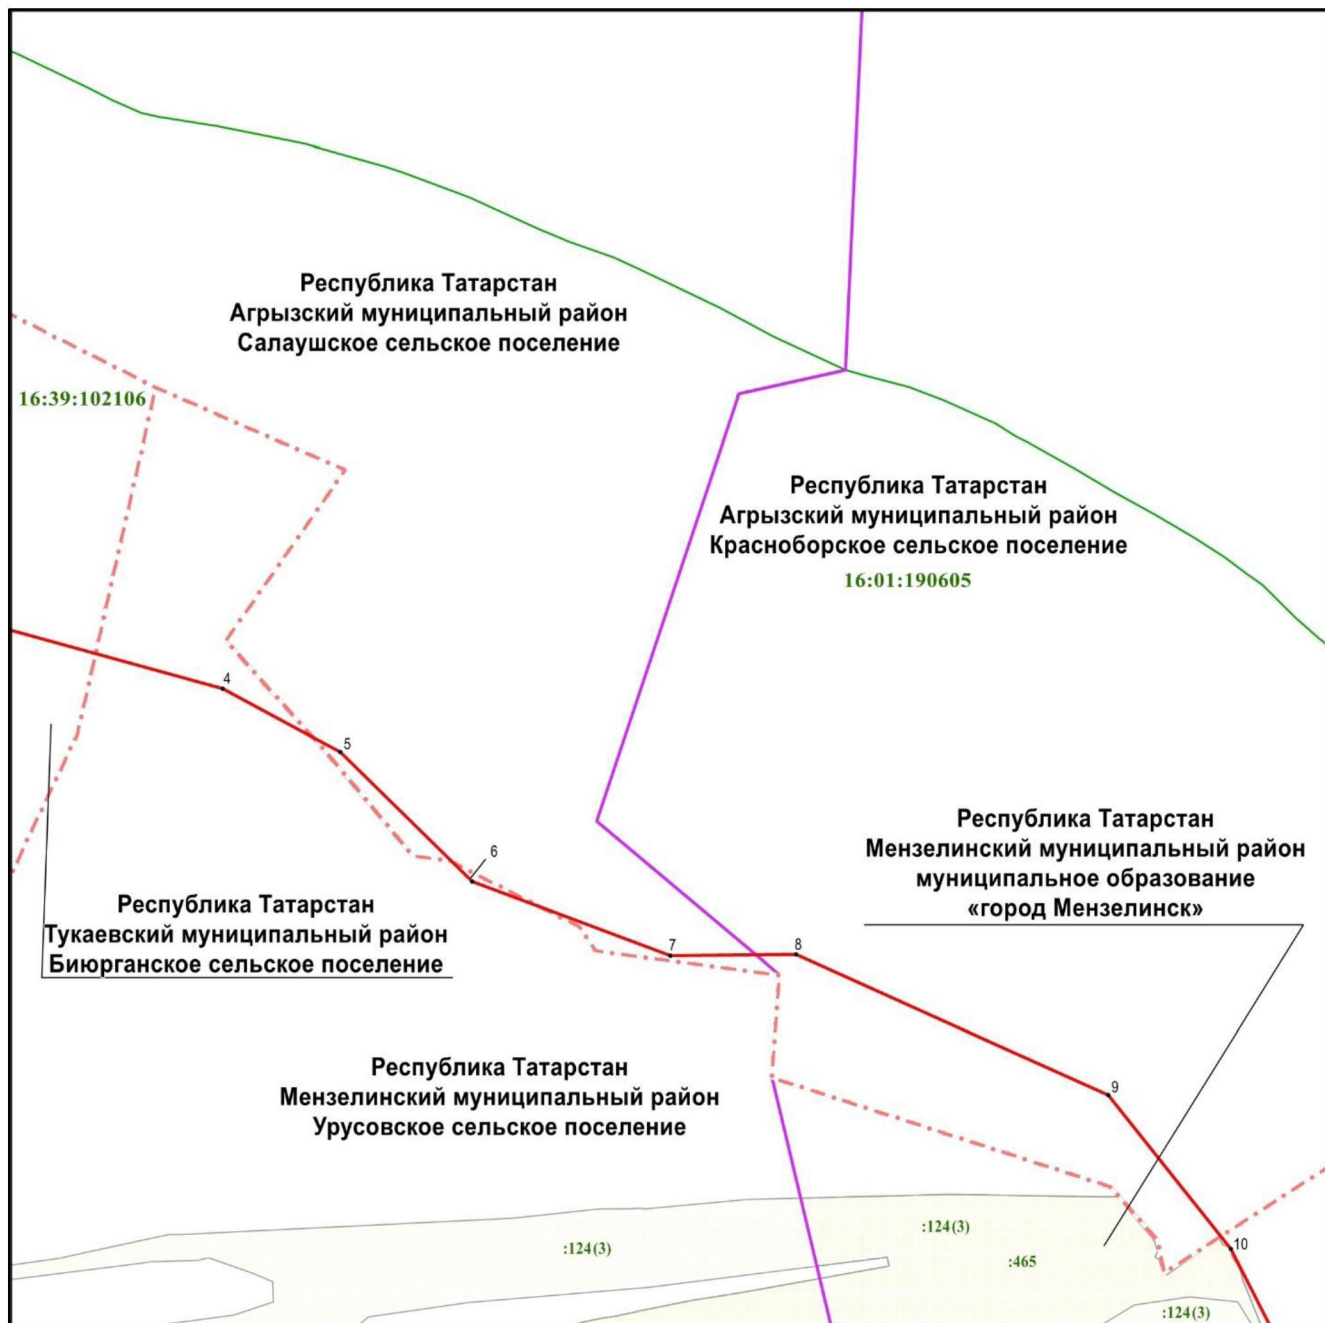 Республика Татарстан
Агрызский муниципальный район
Салаушское сельское поселение
16:39:102106
Республика Татарстан
Агрызский муниципальный район
Красноборское сельское поселение
16:01:190605
4
5
6
7
8
Республика Татарстан
Мензелинский муниципальный район
муниципальное образование
«город Мензелинск»
Республика Татарстан
Тукаевский муниципальный район
Биюрганское сельское поселение
Республика Татарстан
Мензелинский муниципальный район
Урусовское сельское поселение
9
10
:124(3)
:124(3)
:465
:124(3)